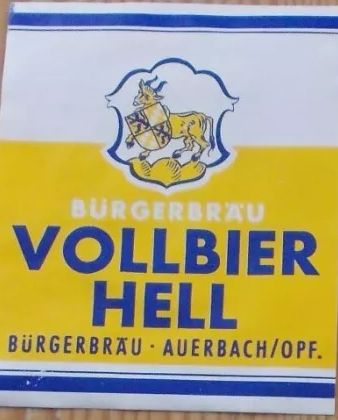 BÜRGERBRÄU
VOLLBIER
HELL
BÜRGERBRÄU · AUERBACH/OPF.